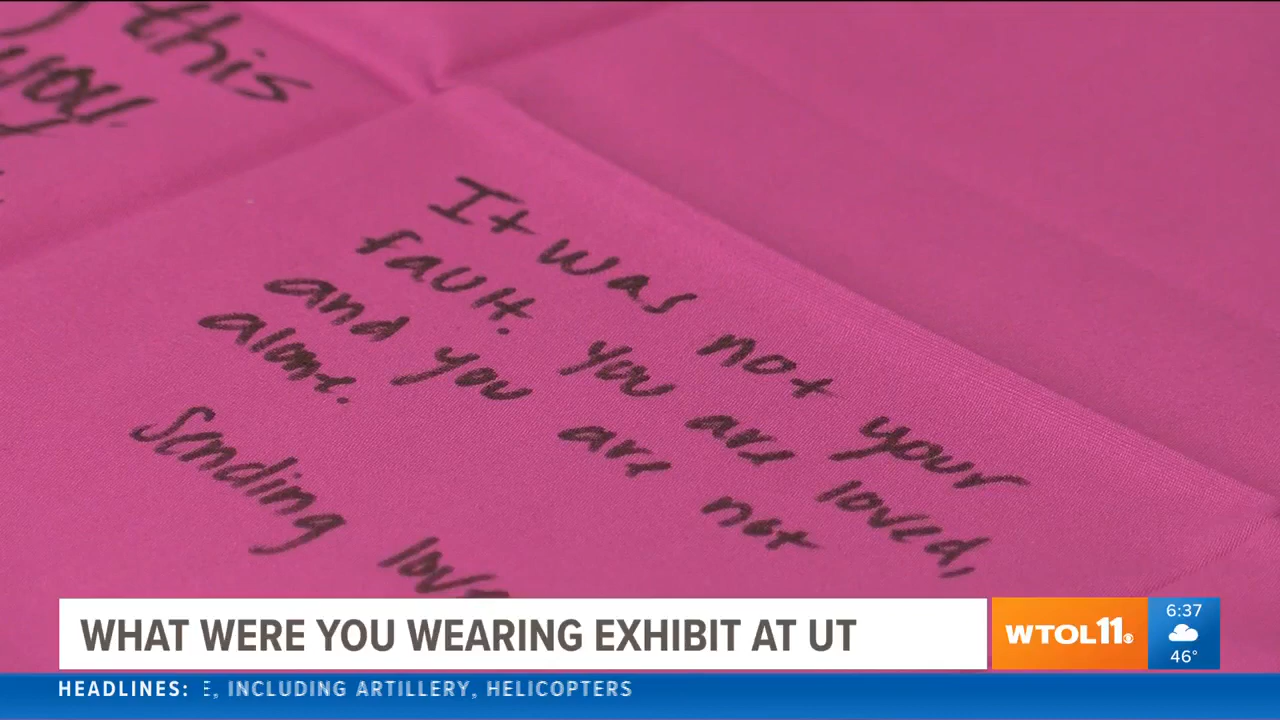 this
you.
It was not your
fault. You are loved,
and you are not
alone.
Sending love
WHAT WERE YOU WEARING EXHIBIT AT UT
WTOL11
6:37
46°
HEADLINES: E, INCLUDING ARTILLERY, HELICOPTERS